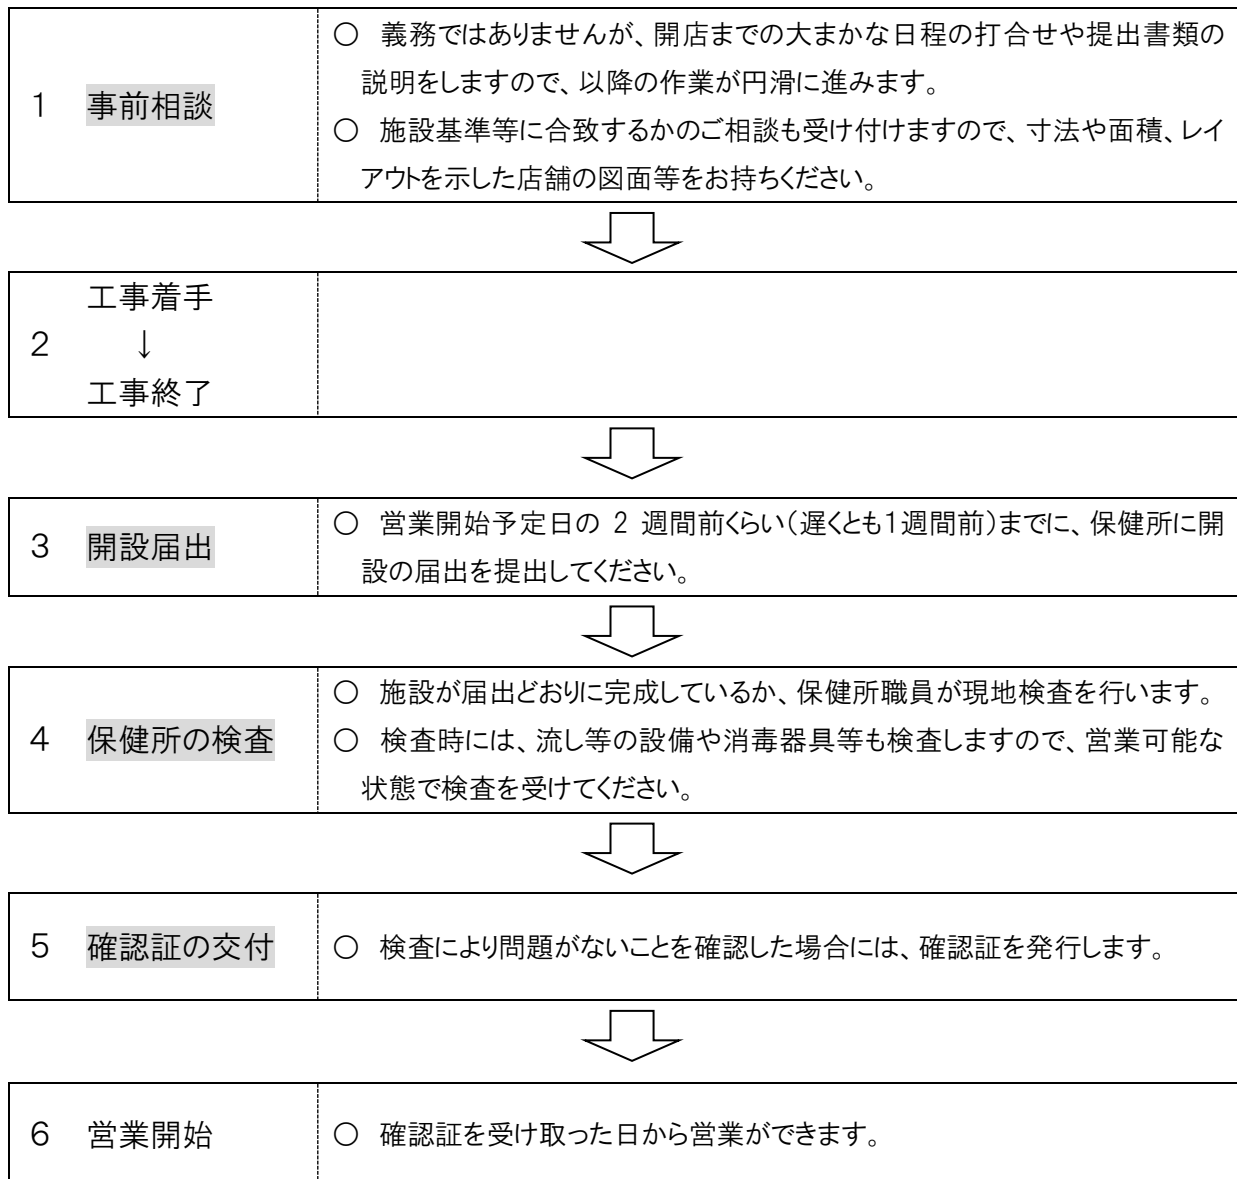 1 事前相談
○ 義務ではありませんが、開店までの大まかな日程の打合せや提出書類の
説明をしますので、以降の作業が円滑に進みます。
○ 施設基準等に合致するかのご相談も受け付けますので、寸法や面積、レイ
アウトを示した店舗の図面等をお持ちください。
工事着手
2 ↓
工事終了
3 開設届出
○ 営業開始予定日の 2 週間前くらい（遅くとも1週間前）までに、保健所に開
設の届出を提出してください。
4 保健所の検査
○ 施設が届出どおりに完成しているか、保健所職員が現地検査を行います。
○ 検査時には、流し等の設備や消毒器具等も検査しますので、営業可能な
状態で検査を受けてください。
5 確認証の交付
○ 検査により問題がないことを確認した場合には、確認証を発行します。
6 営業開始
○ 確認証を受け取った日から営業ができます。